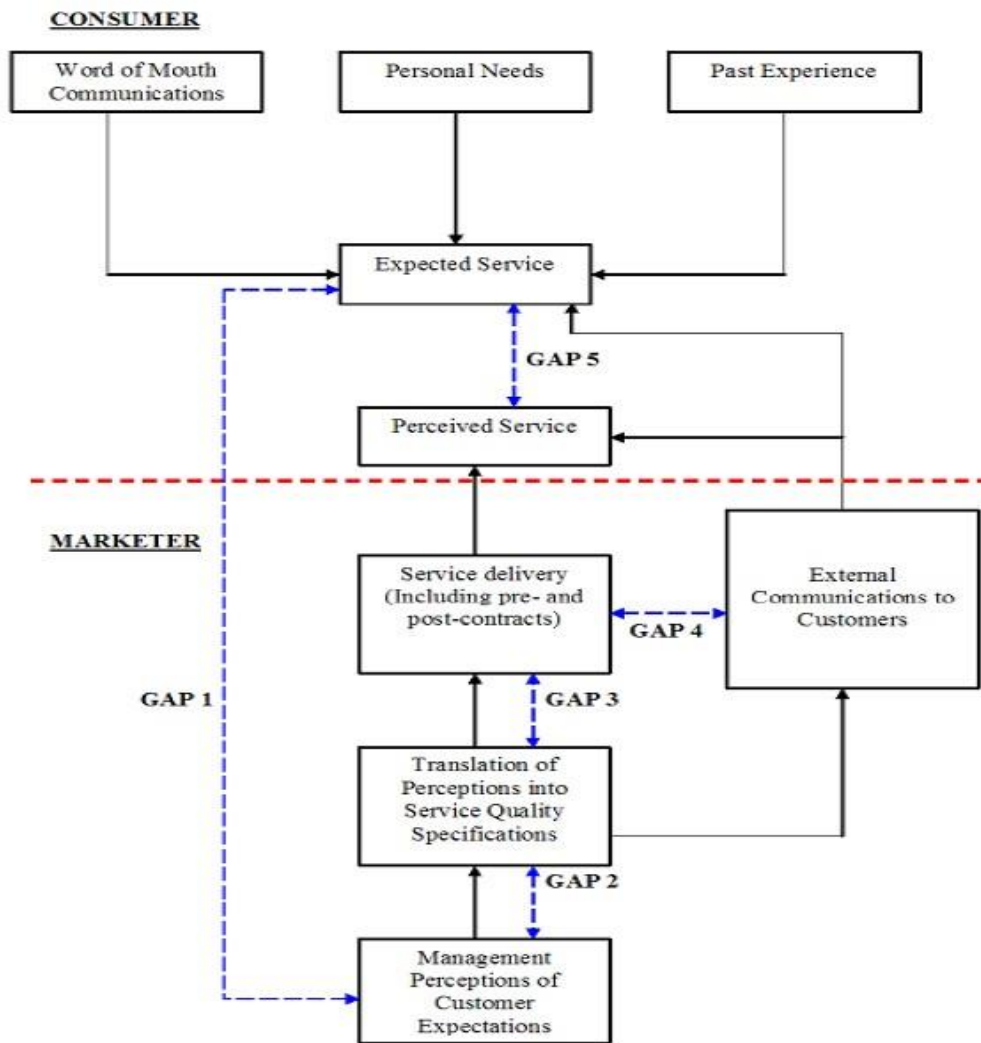 CONSUMER
Word of Mouth
Communications
Personal Needs
Past Experience
Expected Service
GAP 5
Perceived Service
MARKETER
Service delivery
(Including pre- and
post-contracts)
External
Communications to
Customers
GAP 4
GAP 1
GAP 3
Translation of
Perceptions into
Service Quality
Specifications
GAP 2
Management
Perceptions of
Customer
Expectations